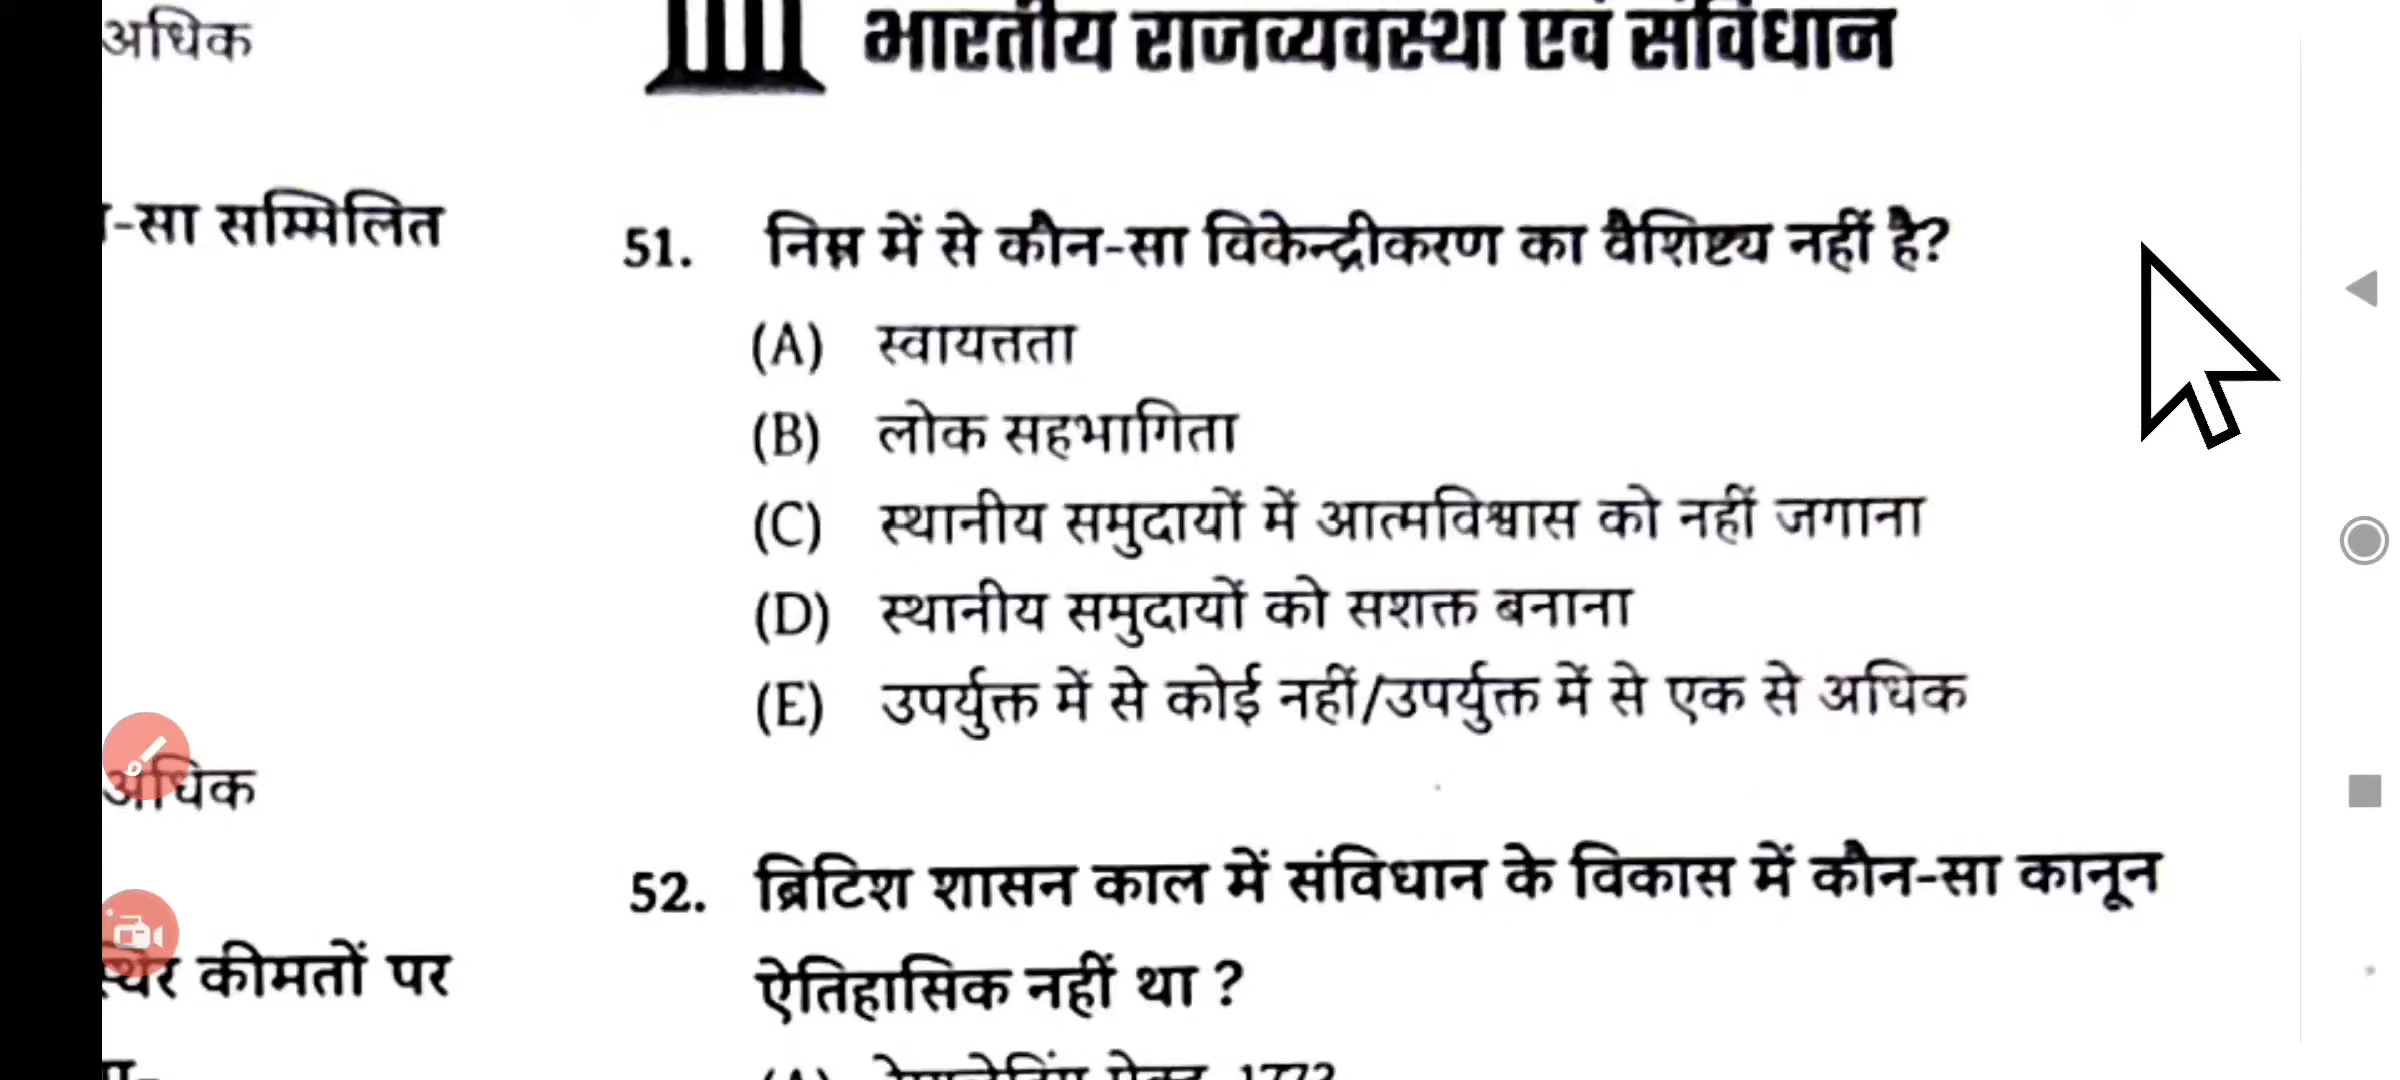 अधिक
भारतीय राजव्यवस्था एवं संविधान
-सा सम्मिलित
51. निम्न में से कौन-सा विकेन्द्रीकरण का वैशिष्ट्य नहीं है?
(A) स्वायत्तता
(B) लोक सहभागिता
(C) स्थानीय समुदायों में आत्मविश्वास को नहीं जगाना
(D) स्थानीय समुदायों को सशक्त बनाना
(E) उपर्युक्त में से कोई नहीं/उपर्युक्त में से एक से अधिक
अधिक
52. ब्रिटिश शासन काल में संविधान के विकास में कौन-सा कानून
ऐतिहासिक नहीं था ?
कीमतों पर